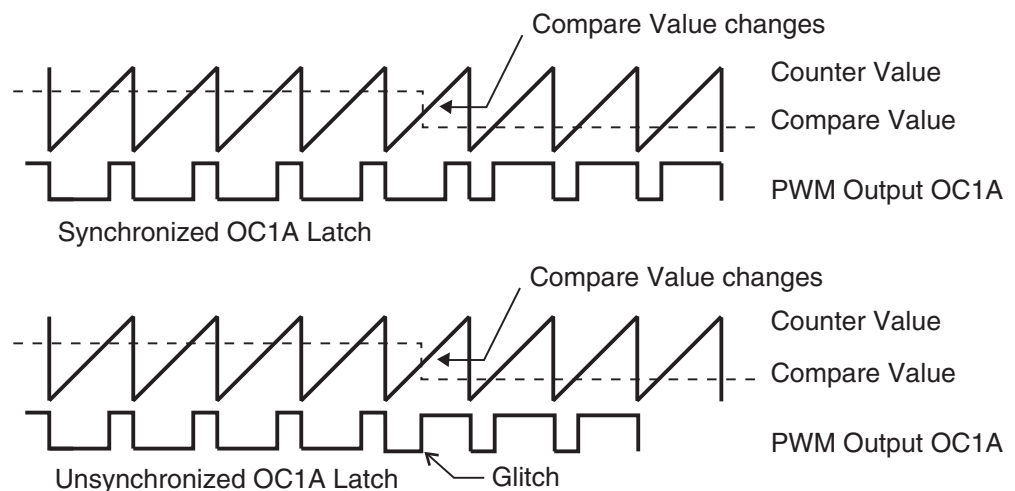 Compare Value changes
Counter Value
Compare Value
PWM Output OC1A
Synchronized OC1A Latch
Compare Value changes
Counter Value
Compare Value
PWM Output OC1A
Unsynchronized OC1A Latch
Glitch